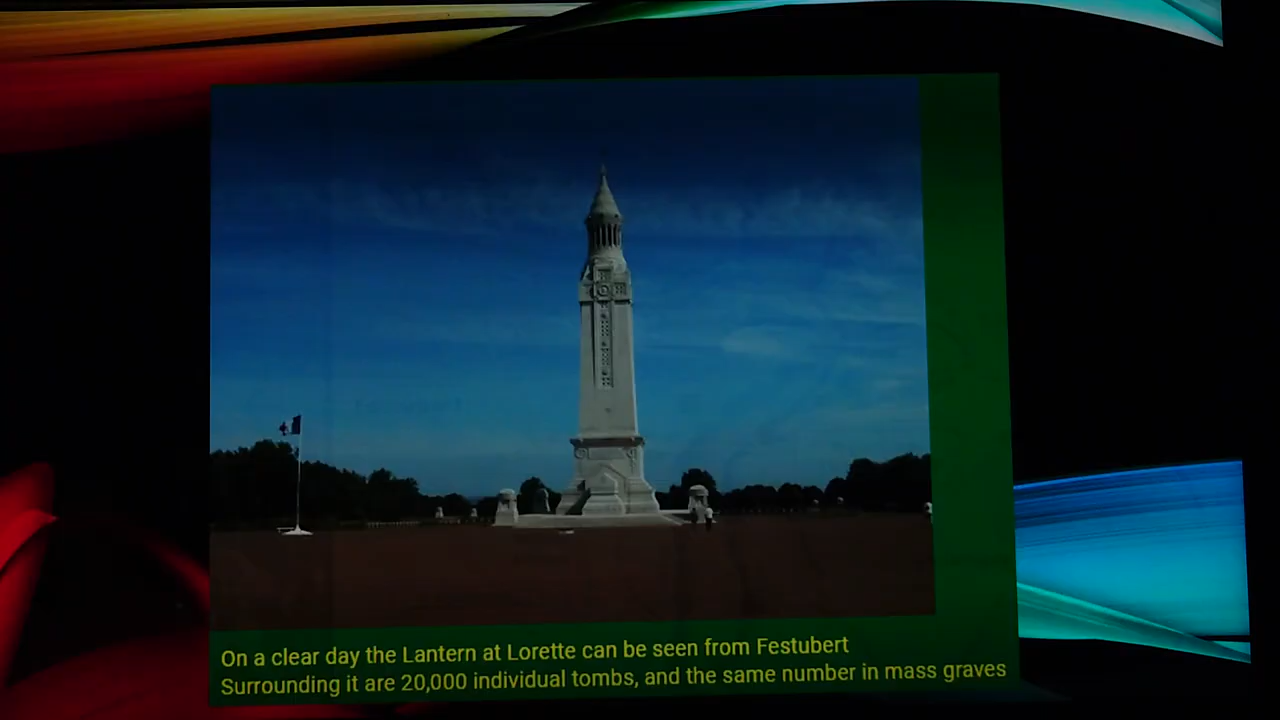 On a clear day the Lantern at Lorette can be seen from Festubert
Surrounding it are 20,000 individual tombs, and the same number in mass graves